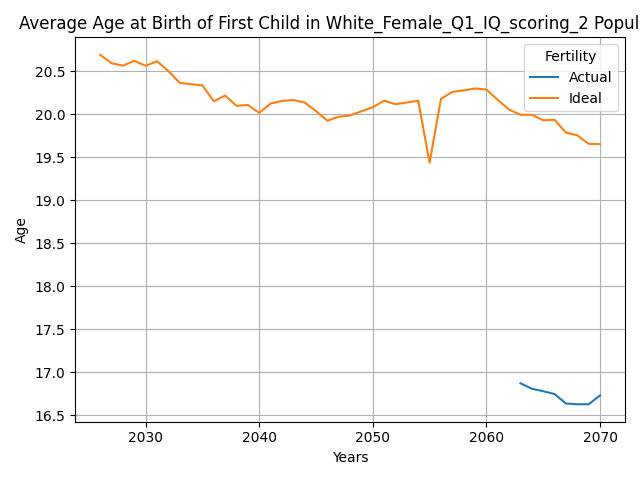 Average Age at Birth of First Child in White_Female_Q1_IQ_scoring_2 Popul
Fertility
Actual
Ideal
20.5
20.0
19.5
19.0
18.5
18.0
17.5
17.0
16.5
Age
2030 2040 2050 2060 2070
Years